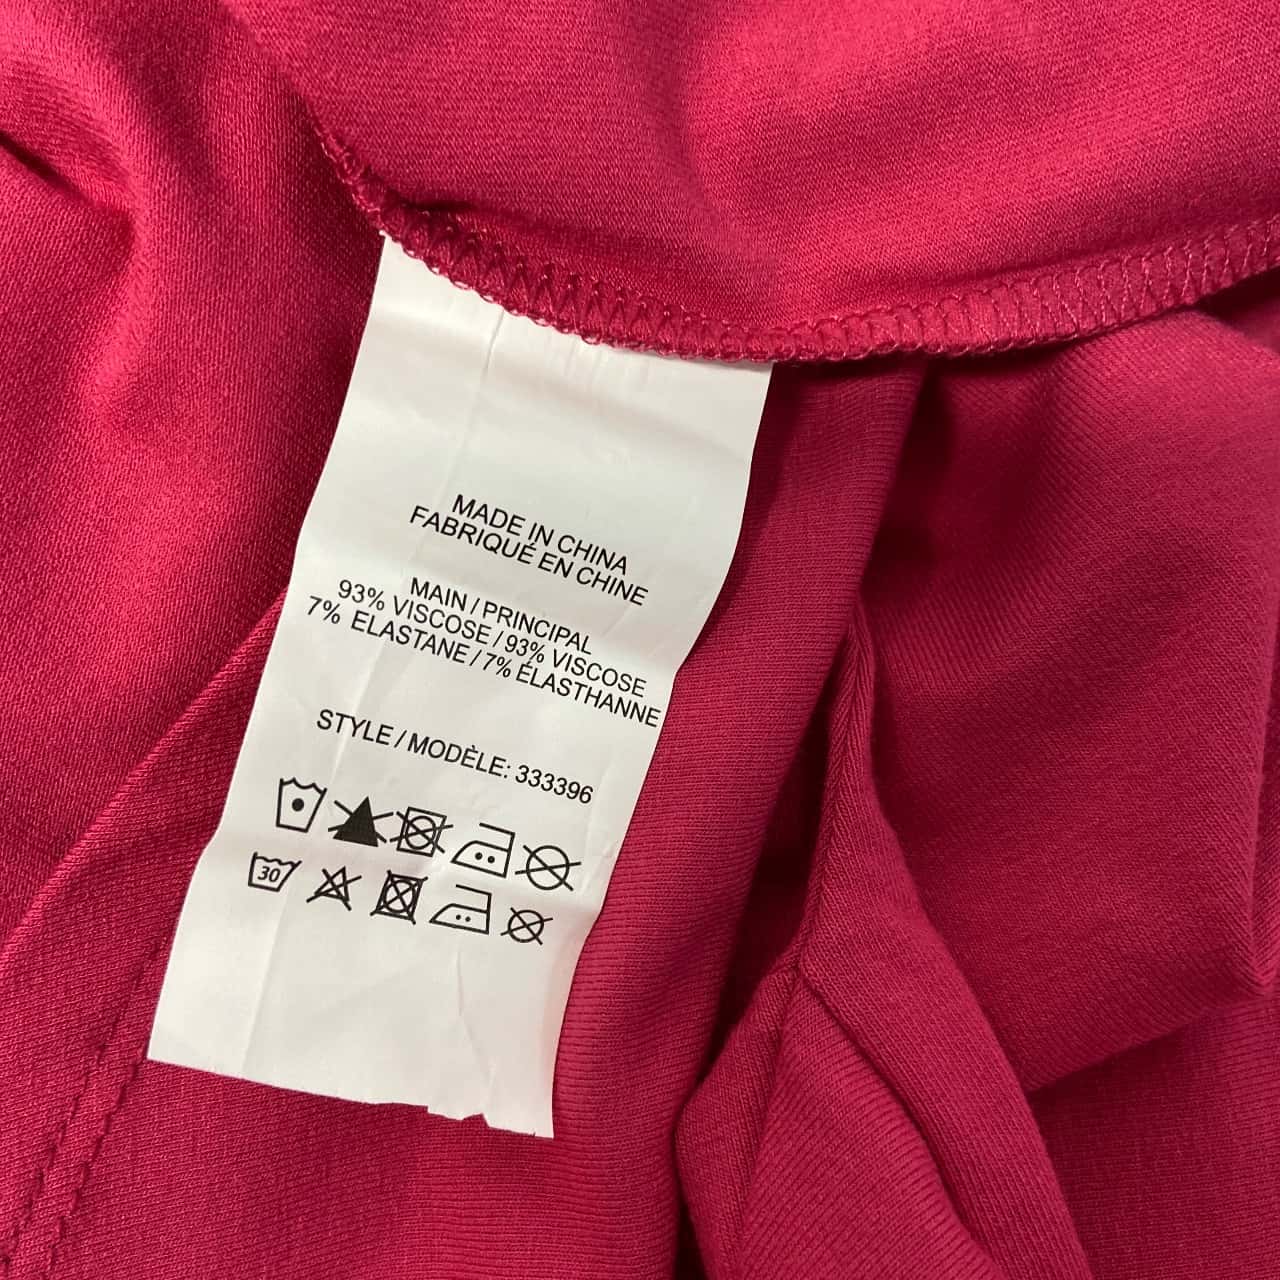 MADE IN CHINA
FABRIQUÉ EN CHINE
MAIN / PRINCIPAL
93% VISCOSE / 93% VISCOSE
7% ELASTANE / 7% ÉLASTHANNE
STYLE / MODÈLE: 333396
30